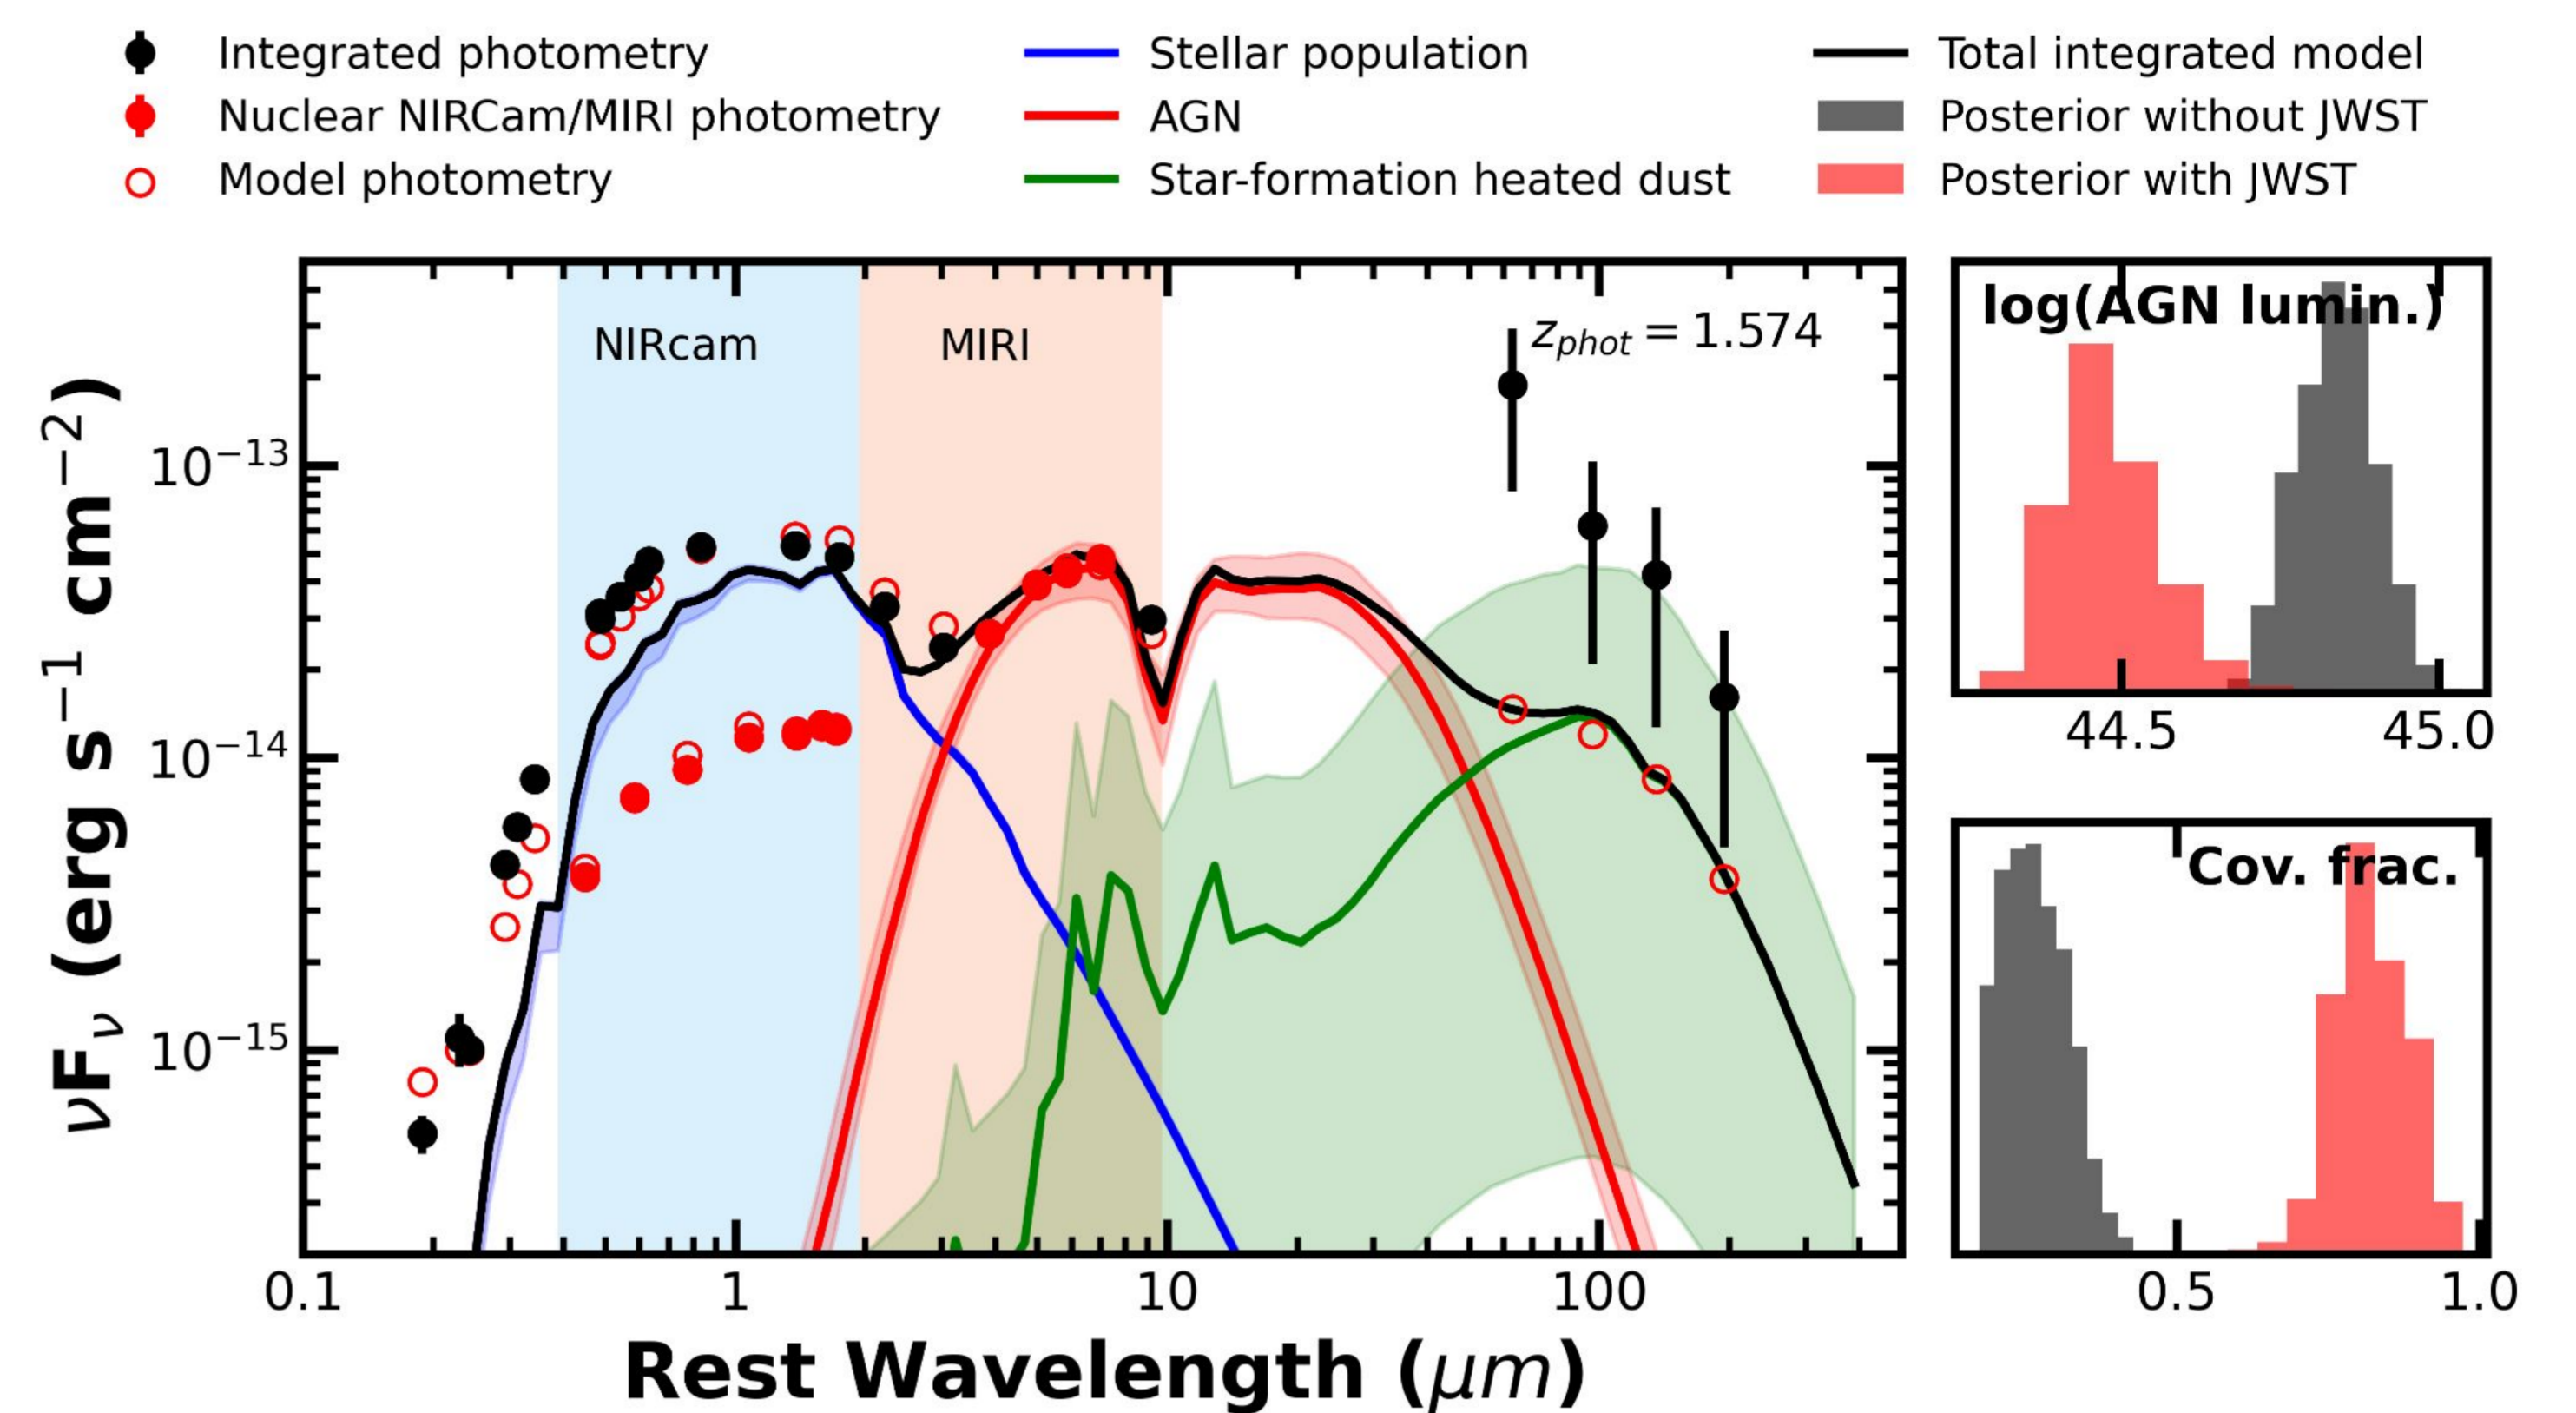 Integrated photometry
Nuclear NIRCam/MIRI photometry
Model photometry
Stellar population
AGN
Star-formation heated dust
Total integrated model
Posterior without JWST
Posterior with JWST
νFν (erg s⁻¹ cm⁻²)
10⁻¹³
10⁻¹⁴
10⁻¹⁵
NIRcam
MIRI
z_phot = 1.574
0.1 1 10 100
Rest Wavelength (μm)
log(AGN lumin.)
44.5 45.0
Cov. frac.
0.5 1.0